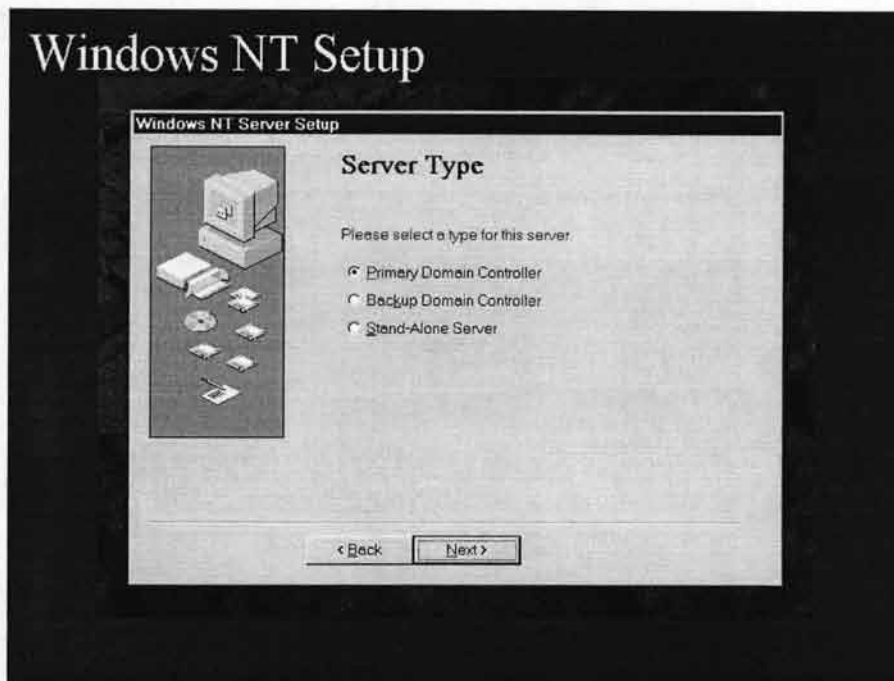 Windows NT Setup
Windows NT Server Setup
Server Type
Please select a type for this server.
Primary Domain Controller
Backup Domain Controller
Stand-Alone Server
< Back
Next >